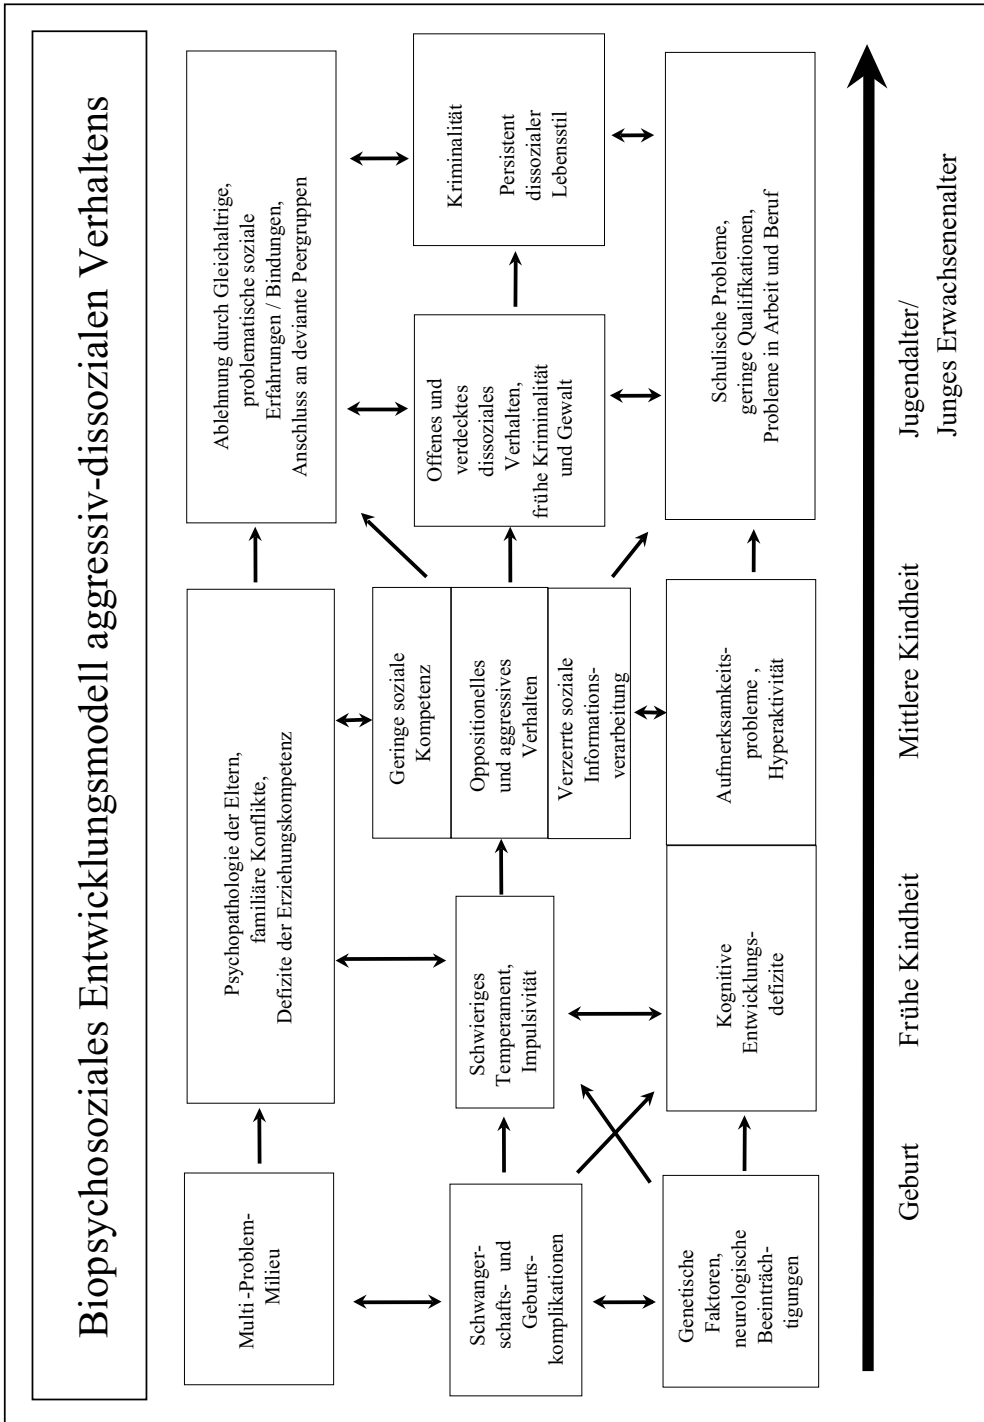 Biopsychosoziales Entwicklungsmodell aggressiv-dissozialen Verhaltens
Multi -Problem-
Milieu
Psychopathologie der Eltern,
familiäre Konflikte,
Defizite der Erziehungskompetenz
Ablehnung durch Gleichaltrige,
problematische soziale
Erfahrungen / Bindungen,
Anschluss an deviante Peergruppen
Schwanger-
schafts- und
Geburts-
komplikationen
Schwieriges
Temperament,
Impulsivität
Geringe soziale
Kompetenz
Oppositionelles
und aggressives
Verhalten
Verzerrte soziale
Informations-
verarbeitung
Offenes und
verdecktes
dissoziales
Verhalten,
frühe Kriminalität
und Gewalt
Kriminalität
Persistent
dissozialer
Lebensstil
Genetische
Faktoren,
neurologische
Beeinträch-
tigungen
Kognitive
Entwicklungs-
defizite
Aufmerksamkeits-
probleme ,
Hyperaktivität
Schulische Probleme,
geringe Qualifikationen,
Probleme in Arbeit und Beruf
Geburt
Frühe Kindheit
Mittlere Kindheit
Jugendalter/
Junges Erwachsenenalter